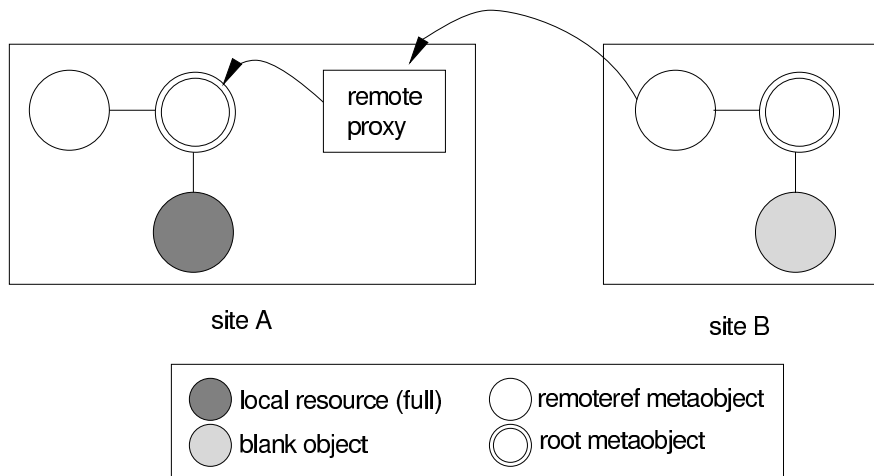 remote
proxy
site A
site B
local resource (full)
remoteref metaobject
blank object
root metaobject